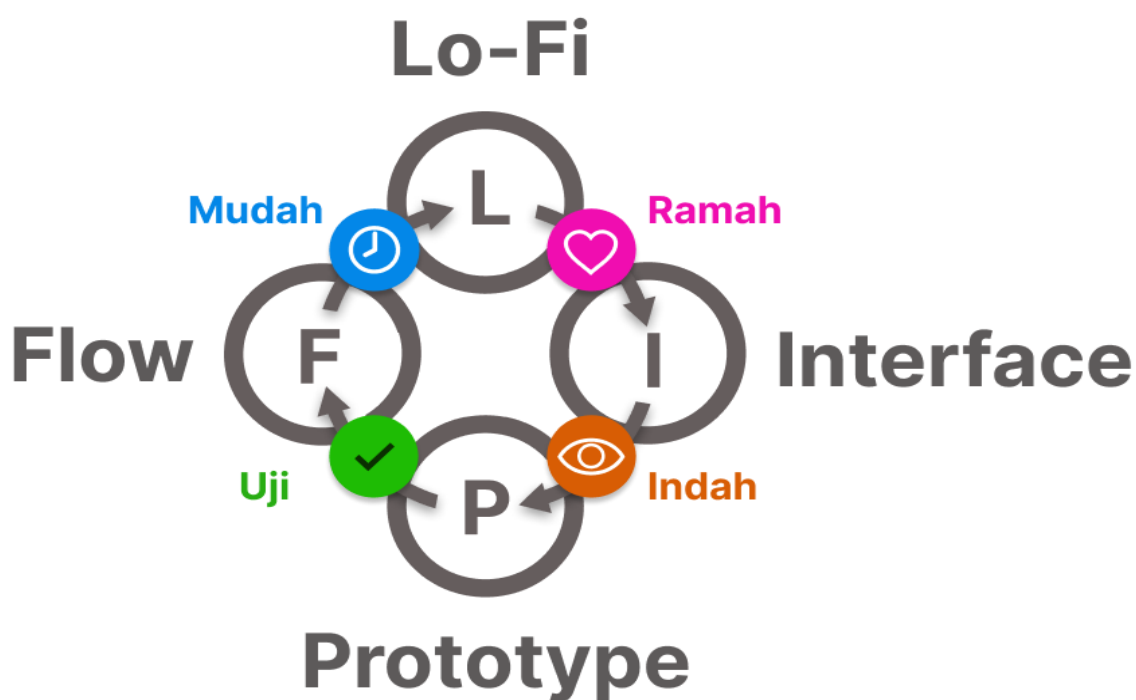 Lo-Fi
L
Mudah
Ramah
Flow
F
I
Interface
Uji
P
Indah
Prototype